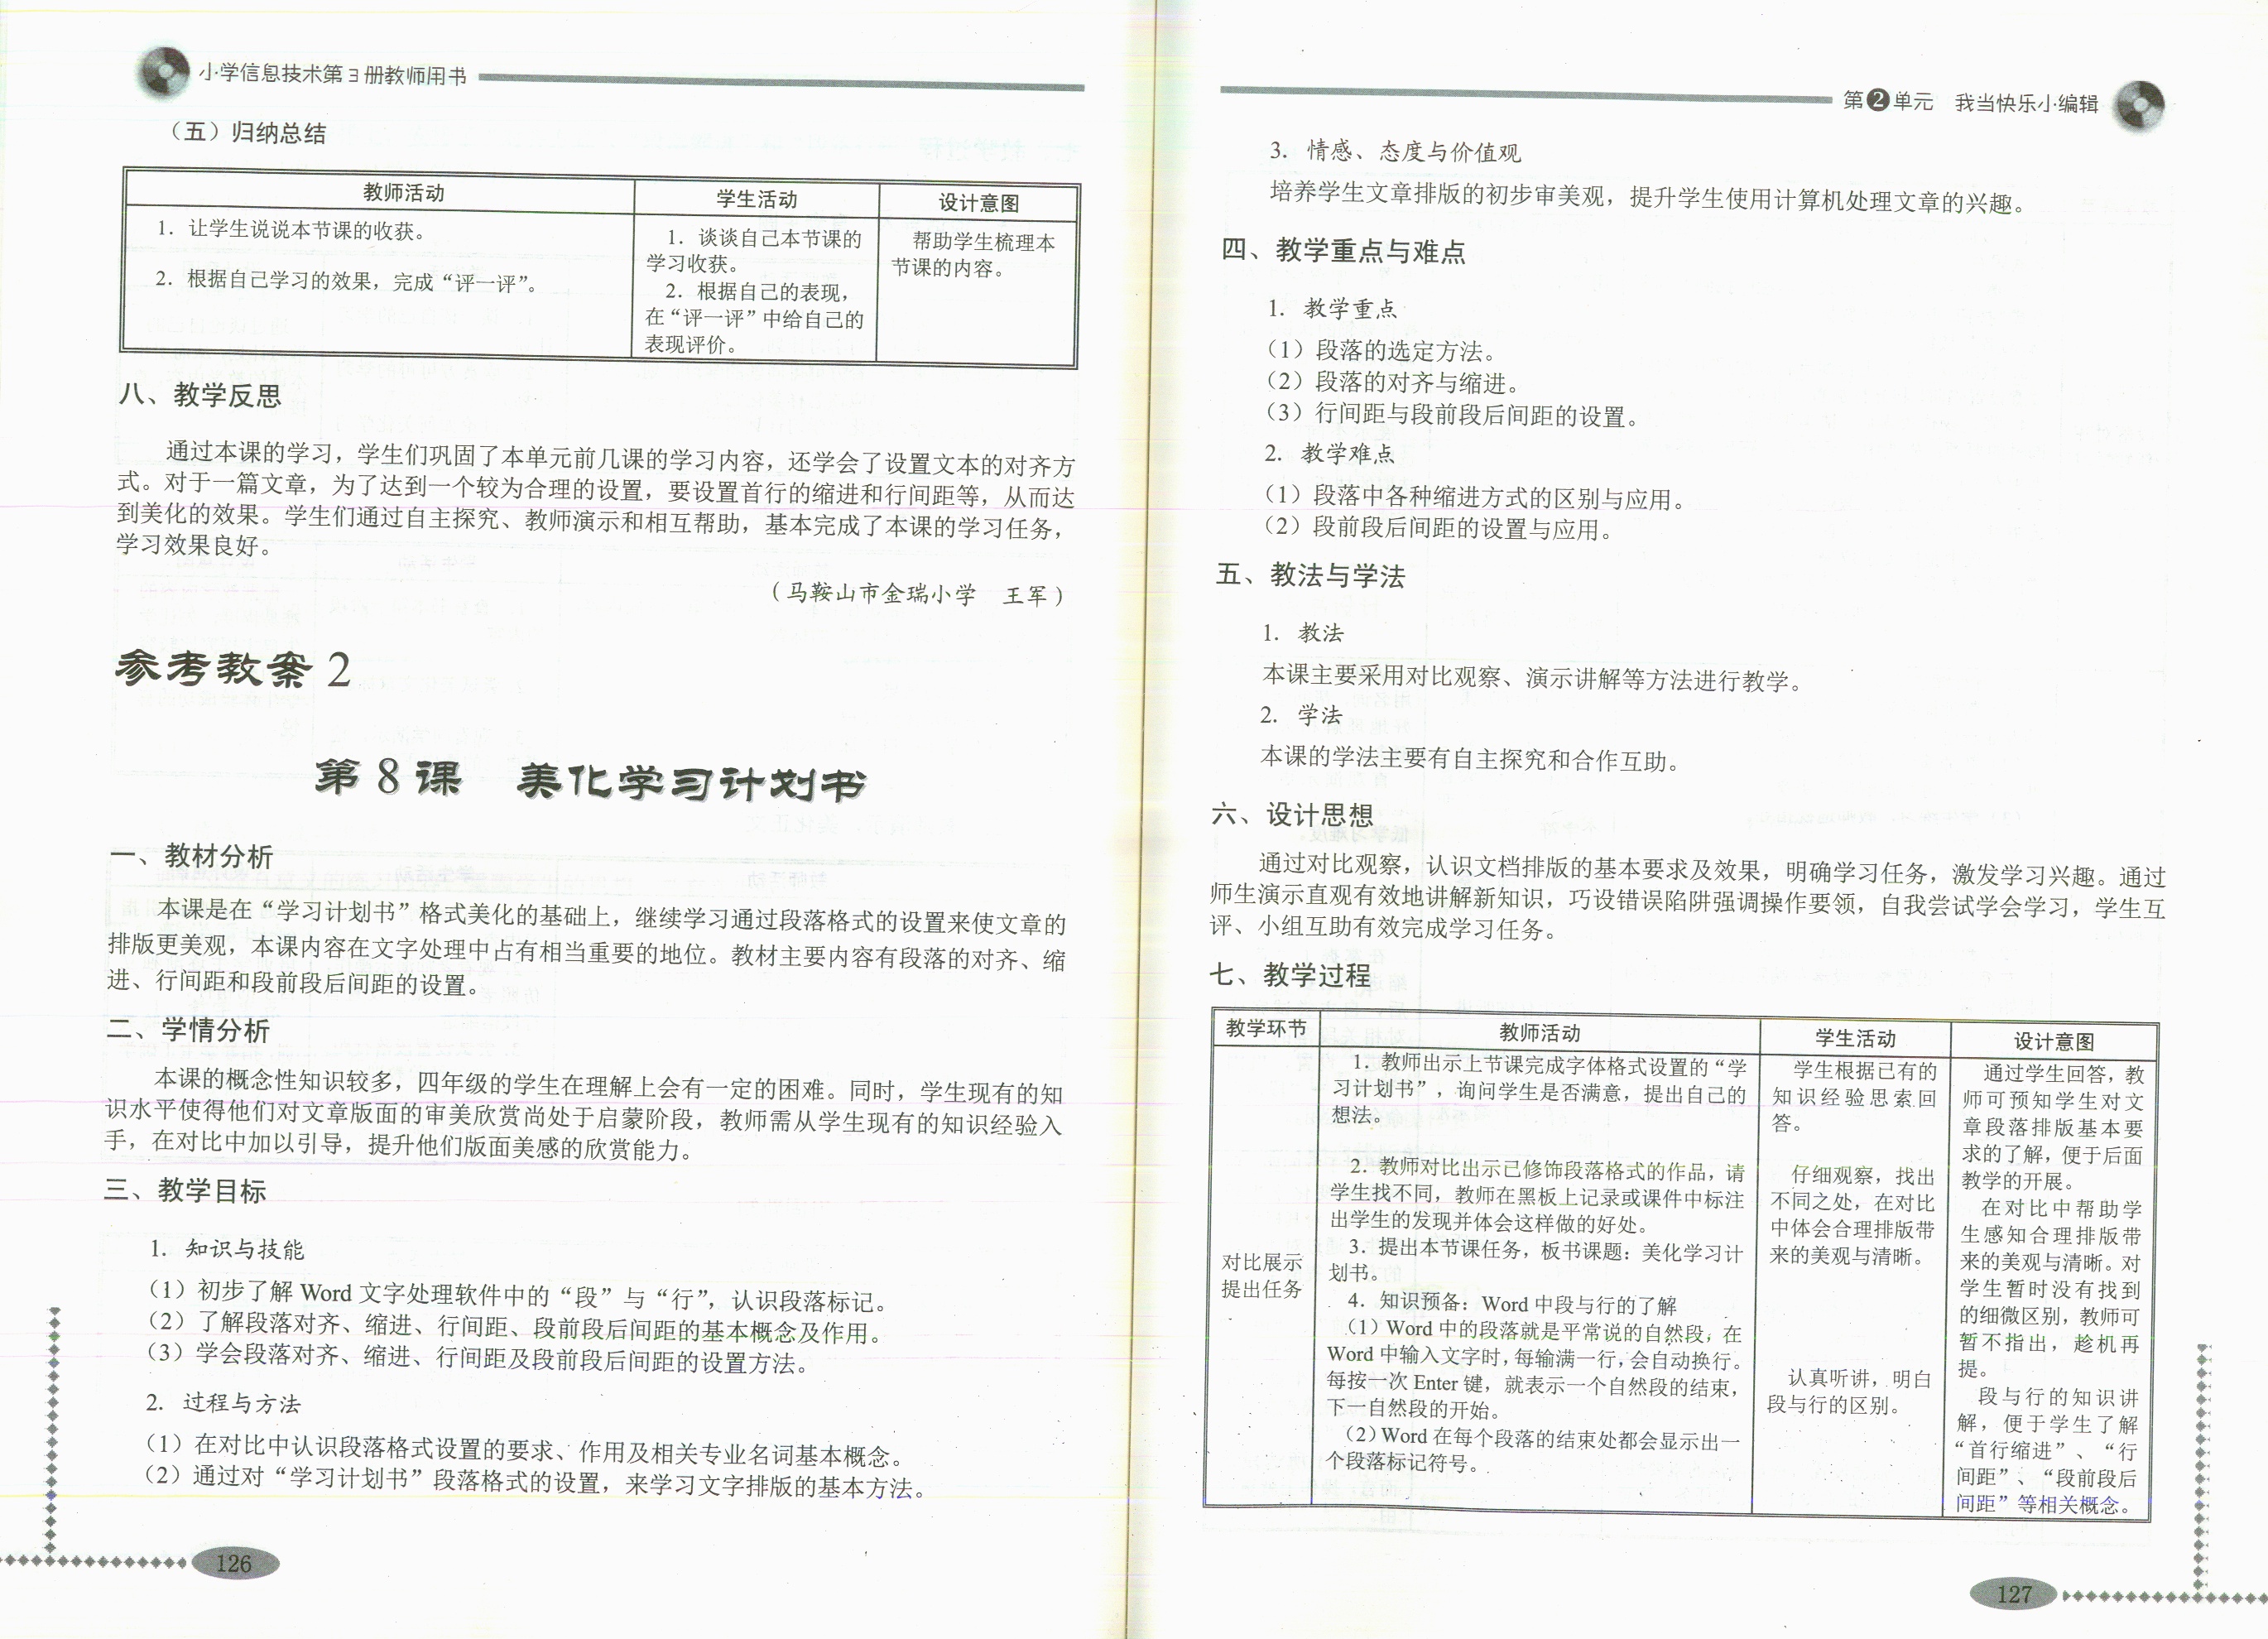 小学信息技术第3册教师用书
（五）归纳总结
教师活动
学生活动
设计意图
1．让学生说说本节课的收获。
2．根据自己学习的效果，完成“评一评”。
1．谈谈自己本节课的
学习收获。
2．根据自己的表现，
在“评一评”中给自己的
表现评价。
帮助学生梳理本
节课的内容。
八、教学反思
通过本课的学习，学生们巩固了本单元前几课的学习内容，还学会了设置文本的对齐方
式。对于一篇文章，为了达到一个较为合理的设置，要设置首行的缩进和行间距等，从而达
到美化的效果。学生们通过自主探究、教师演示和相互帮助，基本完成了本课的学习任务，
学习效果良好。
（马鞍山市金瑞小学　王军）
参考教案 2
第 8 课　美化学习计划书
一、教材分析
本课是在“学习计划书”格式美化的基础上，继续学习通过段落格式的设置来使文章的
排版更美观，本课内容在文字处理中占有相当重要的地位。教材主要内容有段落的对齐、缩
进、行间距和段前段后间距的设置。
二、学情分析
本课的概念性知识较多，四年级的学生在理解上会有一定的困难。同时，学生现有的知
识水平使得他们对文章版面的审美欣赏尚处于启蒙阶段，教师需从学生现有的知识经验入
手，在对比中加以引导，提升他们版面美感的欣赏能力。
三、教学目标
1．知识与技能
（1）初步了解 Word 文字处理软件中的“段”与“行”，认识段落标记。
（2）了解段落对齐、缩进、行间距、段前段后间距的基本概念及作用。
（3）学会段落对齐、缩进、行间距及段前段后间距的设置方法。
2．过程与方法
（1）在对比中认识段落格式设置的要求、作用及相关专业名词基本概念。
（2）通过对“学习计划书”段落格式的设置，来学习文字排版的基本方法。
126
第2单元　我当快乐小编辑
3．情感、态度与价值观
培养学生文章排版的初步审美观，提升学生使用计算机处理文章的兴趣。
四、教学重点与难点
1．教学重点
（1）段落的选定方法。
（2）段落的对齐与缩进。
（3）行间距与段前段后间距的设置。
2．教学难点
（1）段落中各种缩进方式的区别与应用。
（2）段前段后间距的设置与应用。
五、教法与学法
1．教法
本课主要采用对比观察、演示讲解等方法进行教学。
2．学法
本课的学法主要有自主探究和合作互助。
六、设计思想
通过对比观察，认识文档排版的基本要求及效果，明确学习任务，激发学习兴趣。通过
师生演示直观有效地讲解新知识，巧设错误陷阱强调操作要领，自我尝试学会学习，学生互
评、小组互助有效完成学习任务。
七、教学过程
教学环节
教师活动
学生活动
设计意图
对比展示
提出任务
1．教师出示上节课完成字体格式设置的“学
习计划书”，询问学生是否满意，提出自己的
想法。
2．教师对比出示已修饰段落格式的作品，请
学生找不同，教师在黑板上记录或课件中标注
出学生的发现并体会这样做的好处。
3．提出本节课任务，板书课题：美化学习计
划书。
4．知识预备：Word 中段与行的了解
（1）Word 中的段落就是平常说的自然段，在
Word 中输入文字时，每输满一行，会自动换行。
每按一次 Enter 键，就表示一个自然段的结束，
下一自然段的开始。
（2）Word 在每个段落的结束处都会显示出一
个段落标记符号。
学生根据已有的
知识经验思索回
答。
仔细观察，找出
不同之处，在对比
中体会合理排版带
来的美观与清晰。
认真听讲，明白
段与行的区别。
通过学生回答，教
师可预知学生对文
章段落排版基本要
求的了解，便于后面
教学的开展。
在对比中帮助学
生感知合理排版带
来的美观与清晰。对
学生暂时没有找到
的细微区别，教师可
暂不指出，趁机再
提。
段与行的知识讲
解，便于学生了解
“首行缩进”、“行
间距”、“段前段后
间距”等相关概念。
127